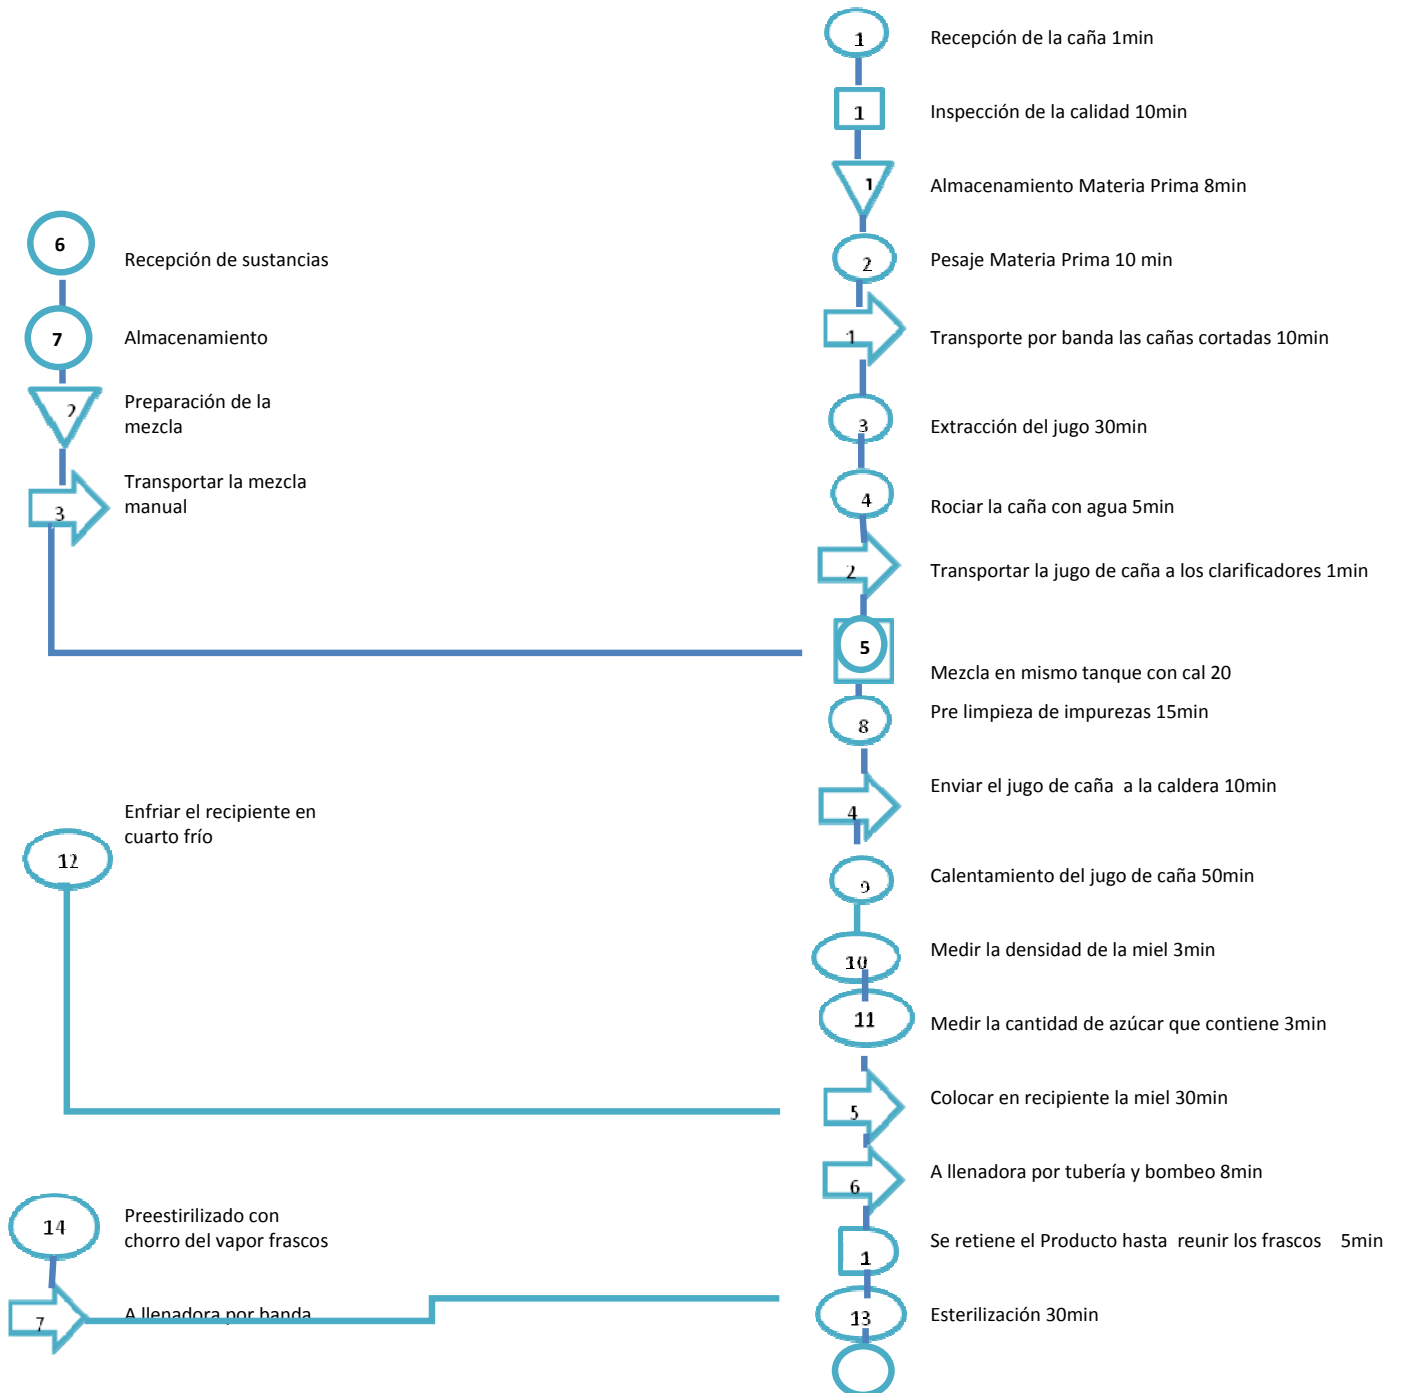 1 Recepción de la caña 1min
1 Inspección de la calidad 10min
1 Almacenamiento Materia Prima 8min
6 Recepción de sustancias
2 Pesaje Materia Prima 10 min
7 Almacenamiento
1 Transporte por banda las cañas cortadas 10min
2 Preparación de la
mezcla
3 Extracción del jugo 30min
3 Transportar la mezcla
manual
4 Rociar la caña con agua 5min
2 Transportar la jugo de caña a los clarificadores 1min
5 Mezcla en mismo tanque con cal 20
8 Pre limpieza de impurezas 15min
4 Enviar el jugo de caña a la caldera 10min
12 Enfriar el recipiente en
cuarto frío
9 Calentamiento del jugo de caña 50min
10 Medir la densidad de la miel 3min
11 Medir la cantidad de azúcar que contiene 3min
5 Colocar en recipiente la miel 30min
6 A llenadora por tubería y bombeo 8min
14 Preestirilizado con
chorro del vapor frascos
1 Se retiene el Producto hasta reunir los frascos 5min
7 A llenadora por banda
13 Esterilización 30min